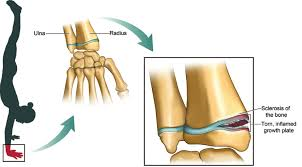 Ulna
Radius
Sclerosis of
the bone
Torn, inflamed
growth plate